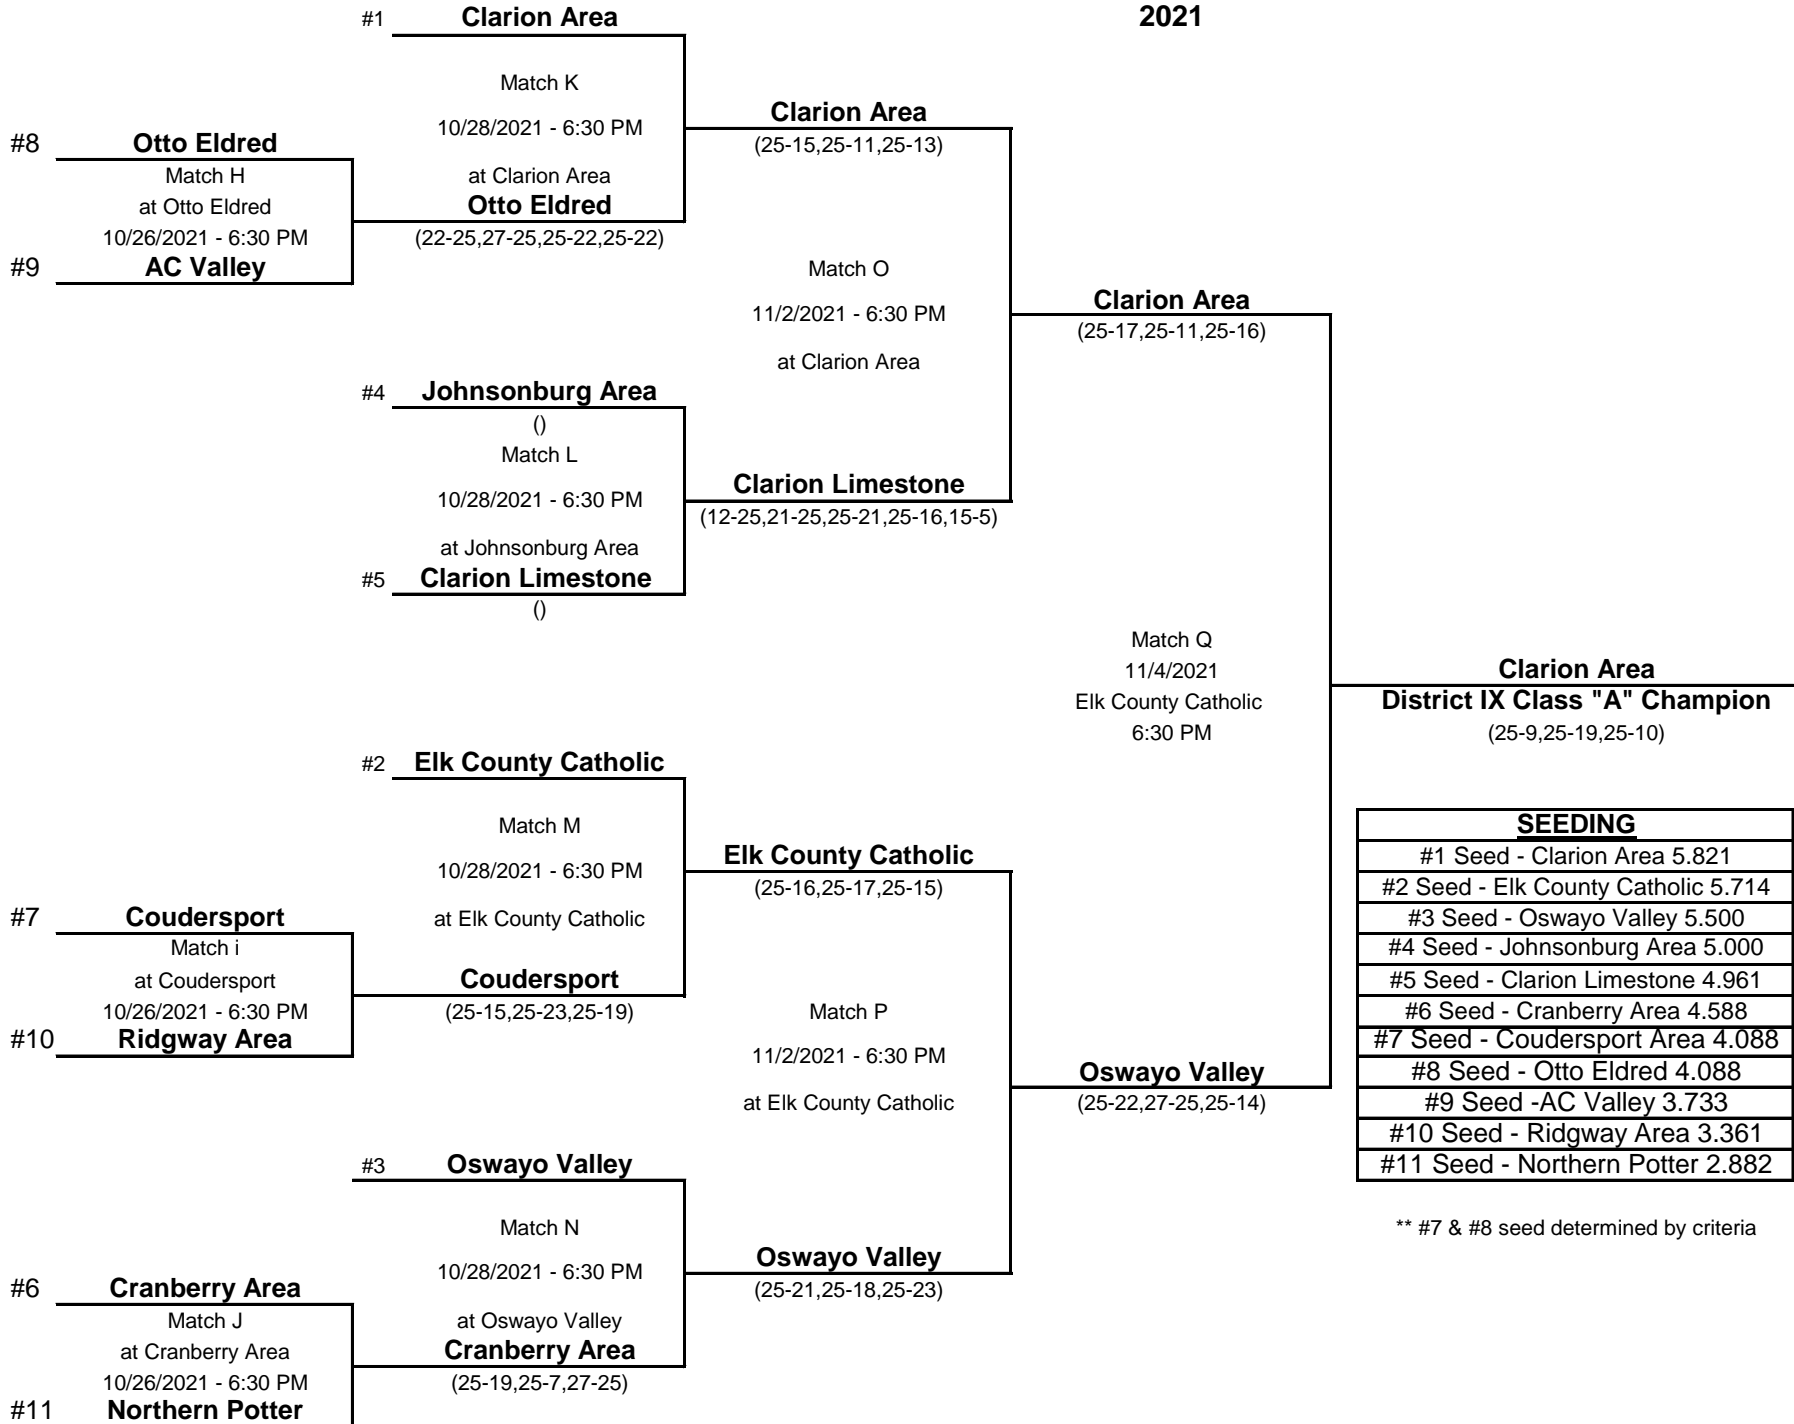 #1 Clarion Area
2021
Match K
10/28/2021 - 6:30 PM
at Clarion Area
Otto Eldred
(22-25,27-25,25-22,25-22)
#8 Otto Eldred
Match H
at Otto Eldred
10/26/2021 - 6:30 PM
#9 AC Valley
Clarion Area
(25-15,25-11,25-13)
Match O
11/2/2021 - 6:30 PM
at Clarion Area
Clarion Area
(25-17,25-11,25-16)
#4 Johnsonburg Area
()
Match L
10/28/2021 - 6:30 PM
at Johnsonburg Area
#5 Clarion Limestone
()
Clarion Limestone
(12-25,21-25,25-21,25-16,15-5)
Match Q
11/4/2021
Elk County Catholic
6:30 PM
Clarion Area
District IX Class "A" Champion
(25-9,25-19,25-10)
#2 Elk County Catholic
Match M
10/28/2021 - 6:30 PM
at Elk County Catholic
Coudersport
(25-15,25-23,25-19)
#7 Coudersport
Match i
at Coudersport
10/26/2021 - 6:30 PM
#10 Ridgway Area
Elk County Catholic
(25-16,25-17,25-15)
Match P
11/2/2021 - 6:30 PM
at Elk County Catholic
Oswayo Valley
(25-22,27-25,25-14)
#3 Oswayo Valley
Match N
10/28/2021 - 6:30 PM
at Oswayo Valley
Cranberry Area
(25-19,25-7,27-25)
#6 Cranberry Area
Match J
at Cranberry Area
10/26/2021 - 6:30 PM
#11 Northern Potter
Oswayo Valley
(25-21,25-18,25-23)
SEEDING
#1 Seed - Clarion Area 5.821
#2 Seed - Elk County Catholic 5.714
#3 Seed - Oswayo Valley 5.500
#4 Seed - Johnsonburg Area 5.000
#5 Seed - Clarion Limestone 4.961
#6 Seed - Cranberry Area 4.588
#7 Seed - Coudersport Area 4.088
#8 Seed - Otto Eldred 4.088
#9 Seed -AC Valley 3.733
#10 Seed - Ridgway Area 3.361
#11 Seed - Northern Potter 2.882
** #7 & #8 seed determined by criteria